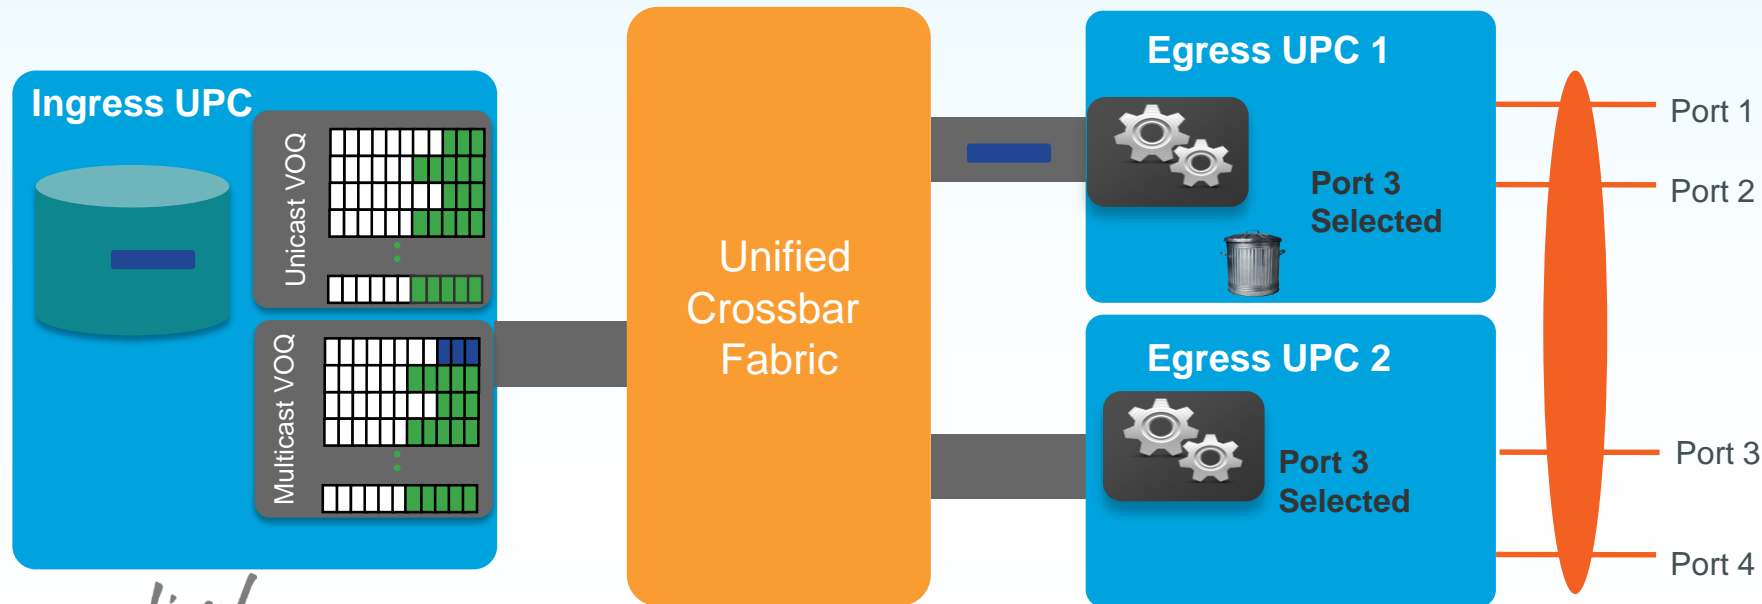 Ingress UPC
Unicast VOQ
Multicast VOQ
Unified
Crossbar
Fabric
Egress UPC 1
Port 3
Selected
Egress UPC 2
Port 3
Selected
Port 1
Port 2
Port 3
Port 4